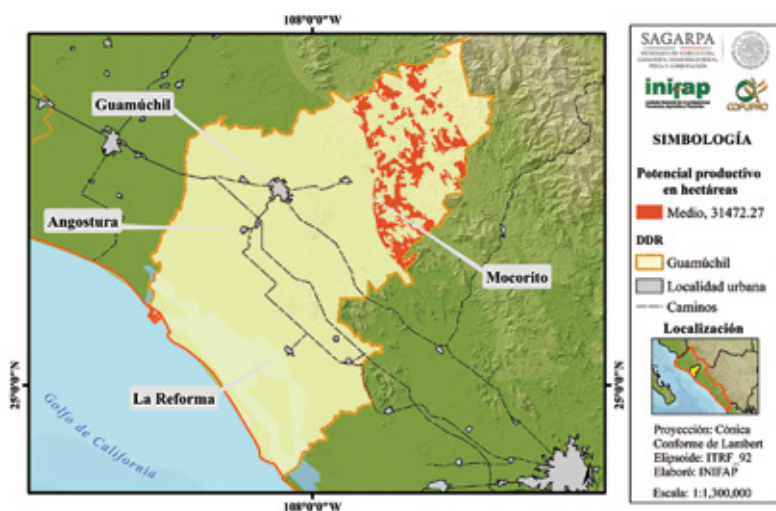 108°0'0"W
Guamúchil
Angostura
Mocorito
La Reforma
Golfo de California
25°0'0"N
25°0'0"N
108°0'0"W
SAGARPA
inifap
COFUPRO
SIMBOLOGÍA
Potencial productivo
en hectáreas
Medio, 31472.27
DDR
Guamúchil
Localidad urbana
Caminos
Localización
Proyección: Cónica
Conforme de Lambert
Elipsoide: ITRF_92
Elaboró: INIFAP
Escala: 1:1,300,000